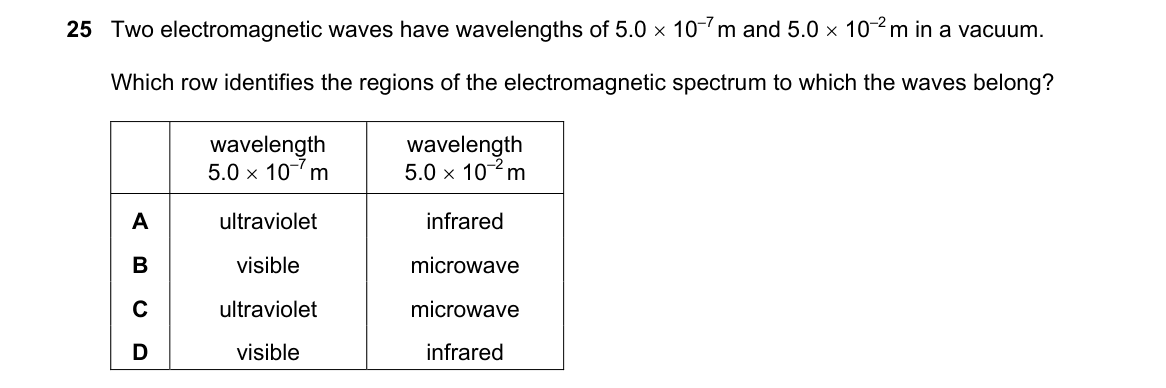 25 Two electromagnetic waves have wavelengths of 5.0 × 10⁻⁷ m and 5.0 × 10⁻² m in a vacuum.
Which row identifies the regions of the electromagnetic spectrum to which the waves belong?
wavelength 5.0 × 10⁻⁷ m wavelength 5.0 × 10⁻² m
A ultraviolet infrared
B visible microwave
C ultraviolet microwave
D visible infrared